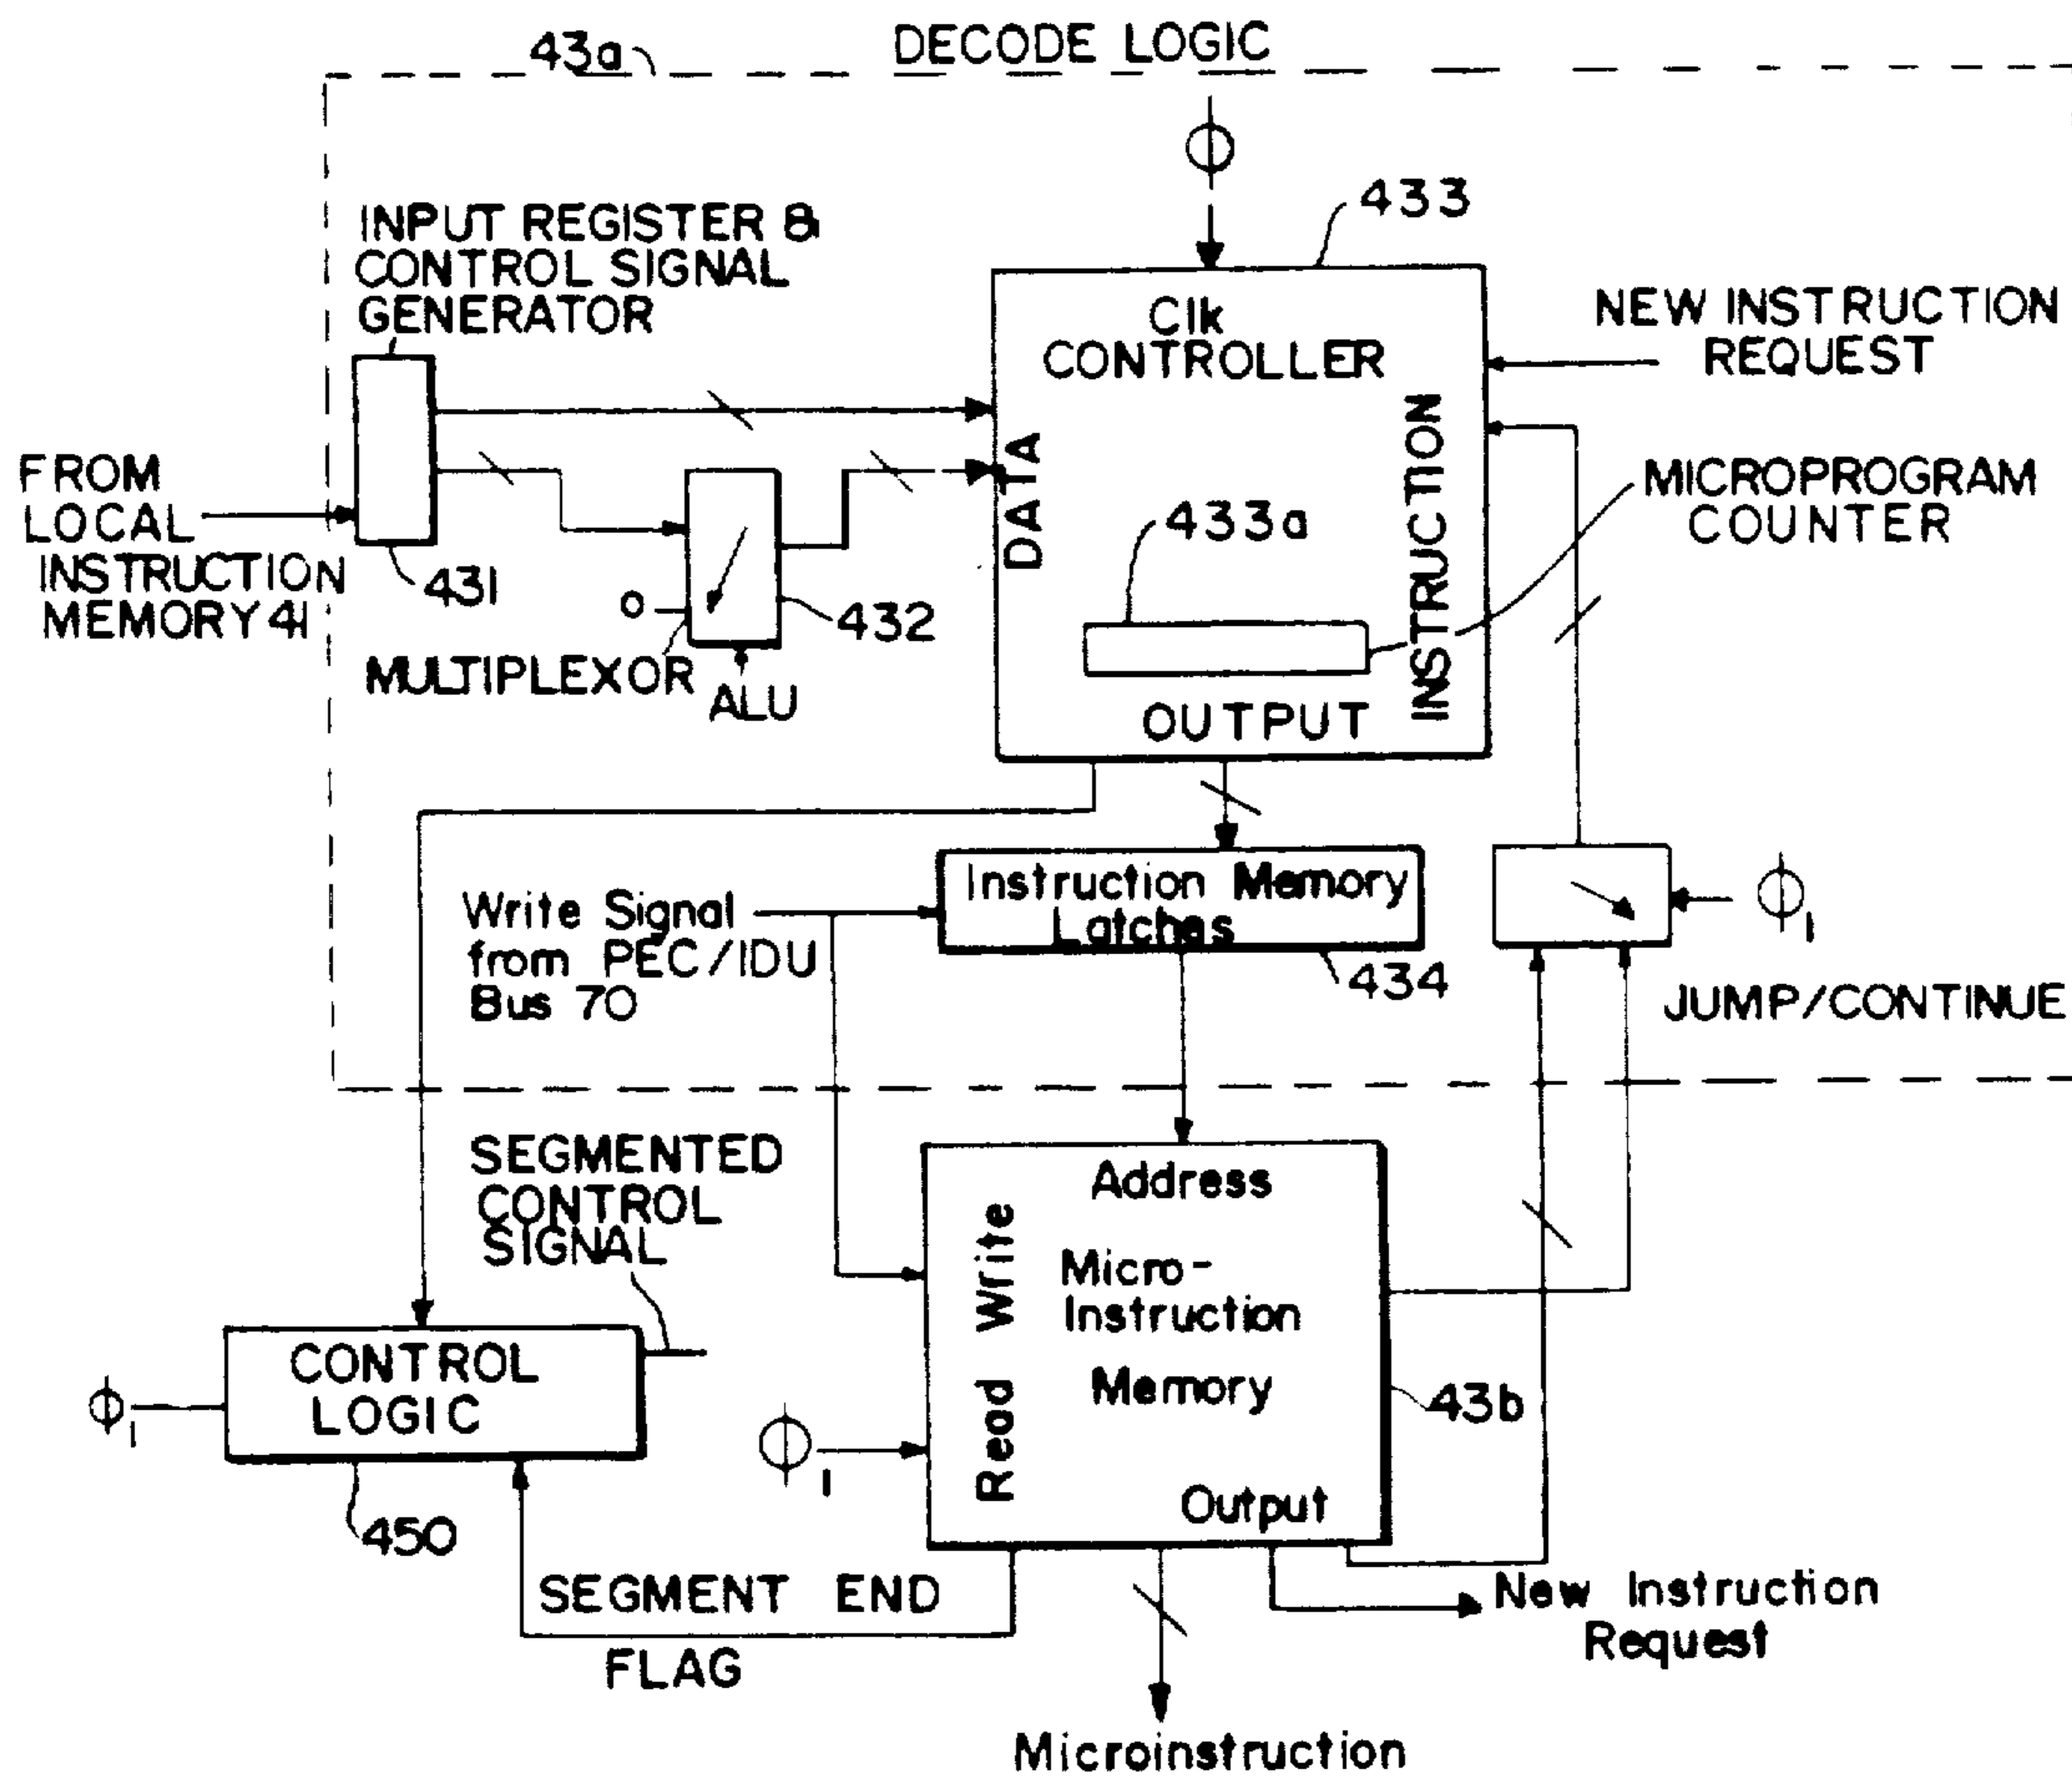 DECODE LOGIC
43a
Φ
433
INPUT REGISTER &
CONTROL SIGNAL
GENERATOR
Clk
CONTROLLER
NEW INSTRUCTION
REQUEST
DATA
INSTRUCTION
FROM
LOCAL
INSTRUCTION
MEMORY 41
431
MICROPROGRAM
COUNTER
433a
O
432
MULTIPLEXOR
ALU
OUTPUT
Instruction Memory
Latches
Write Signal
from PEC/IDU
Bus 70
434
Φ1
JUMP/CONTINUE
SEGMENTED
CONTROL
SIGNAL
Address
Write
Micro-
Instruction
Memory
Read
43b
CONTROL
LOGIC
Φ1
Φ1
Output
450
SEGMENT END
FLAG
New Instruction
Request
Microinstruction